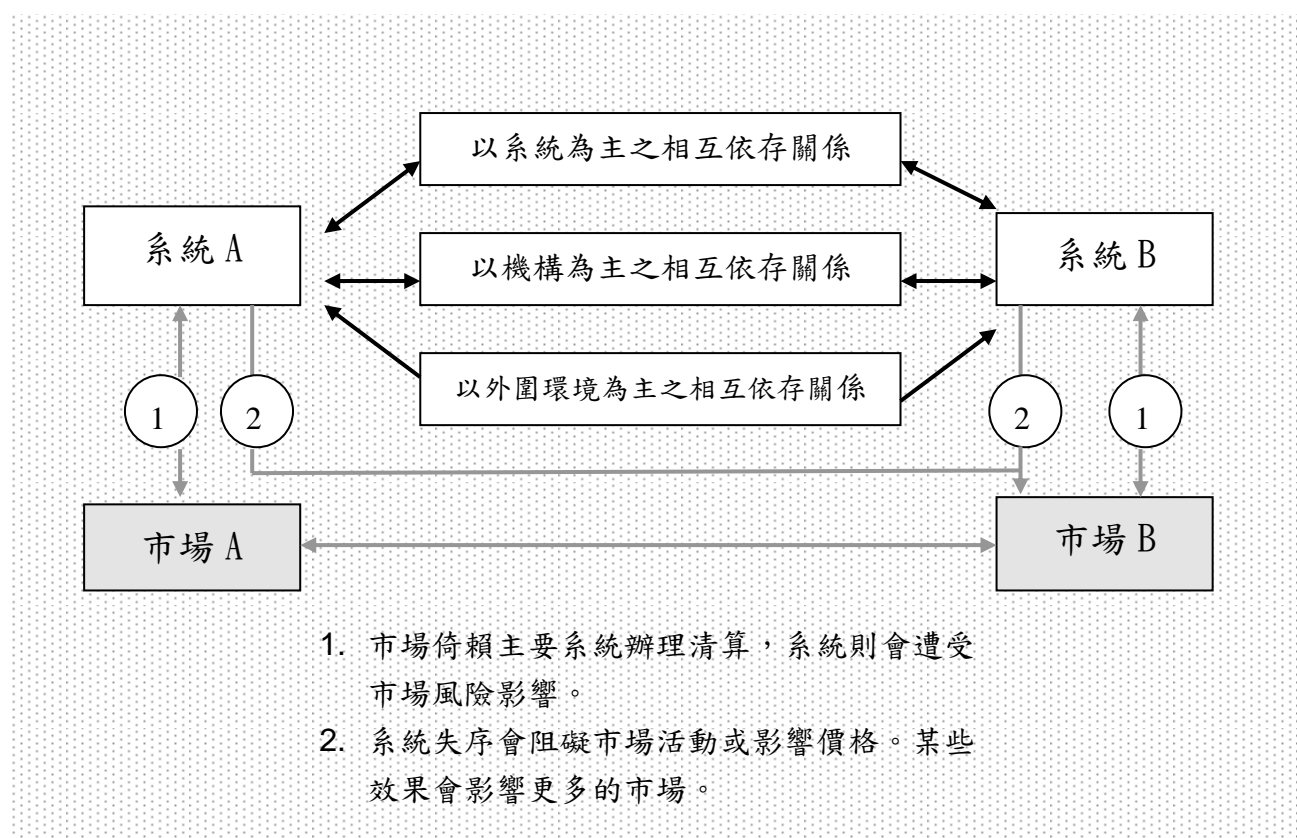 以系統為主之相互依存關係
系統 A
系統 B
以機構為主之相互依存關係
以外圍環境為主之相互依存關係
1
2
2
1
市場 A
市場 B
1. 市場倚賴主要系統辦理清算，系統則會遭受
市場風險影響。
2. 系統失序會阻礙市場活動或影響價格。某些
效果會影響更多的市場。